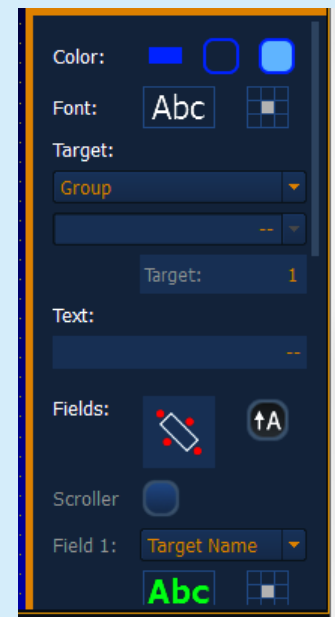 Color:
Font: Abc
Target:
Group
--
Target: 1
Text:
--
Fields: A
Scroller
Field 1: Target Name
Abc